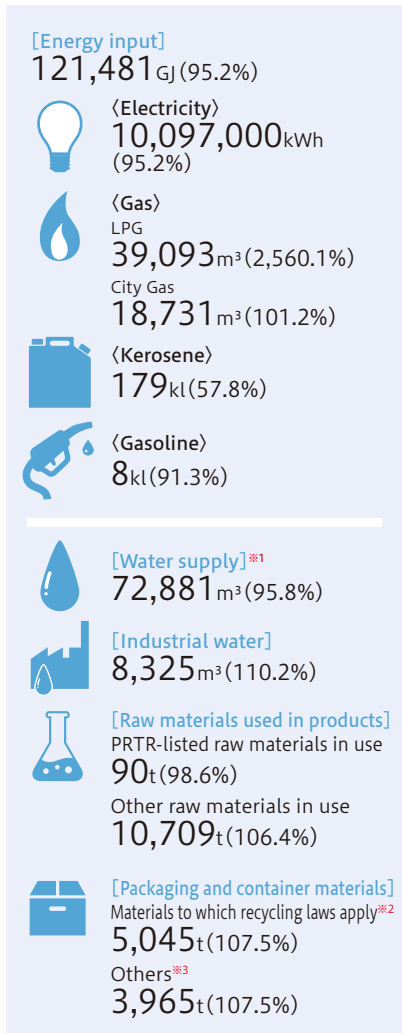 [Energy input]
121,481GJ(95.2%)
〈Electricity〉
10,097,000kWh
(95.2%)
〈Gas〉
LPG
39,093m³(2,560.1%)
City Gas
18,731m³(101.2%)
〈Kerosene〉
179kl(57.8%)
〈Gasoline〉
8kl(91.3%)
[Water supply]※1
72,881m³(95.8%)
[Industrial water]
8,325m³(110.2%)
[Raw materials used in products]
PRTR-listed raw materials in use
90t(98.6%)
Other raw materials in use
10,709t(106.4%)
[Packaging and container materials]
Materials to which recycling laws apply※2
5,045t(107.5%)
Others※3
3,965t(107.5%)